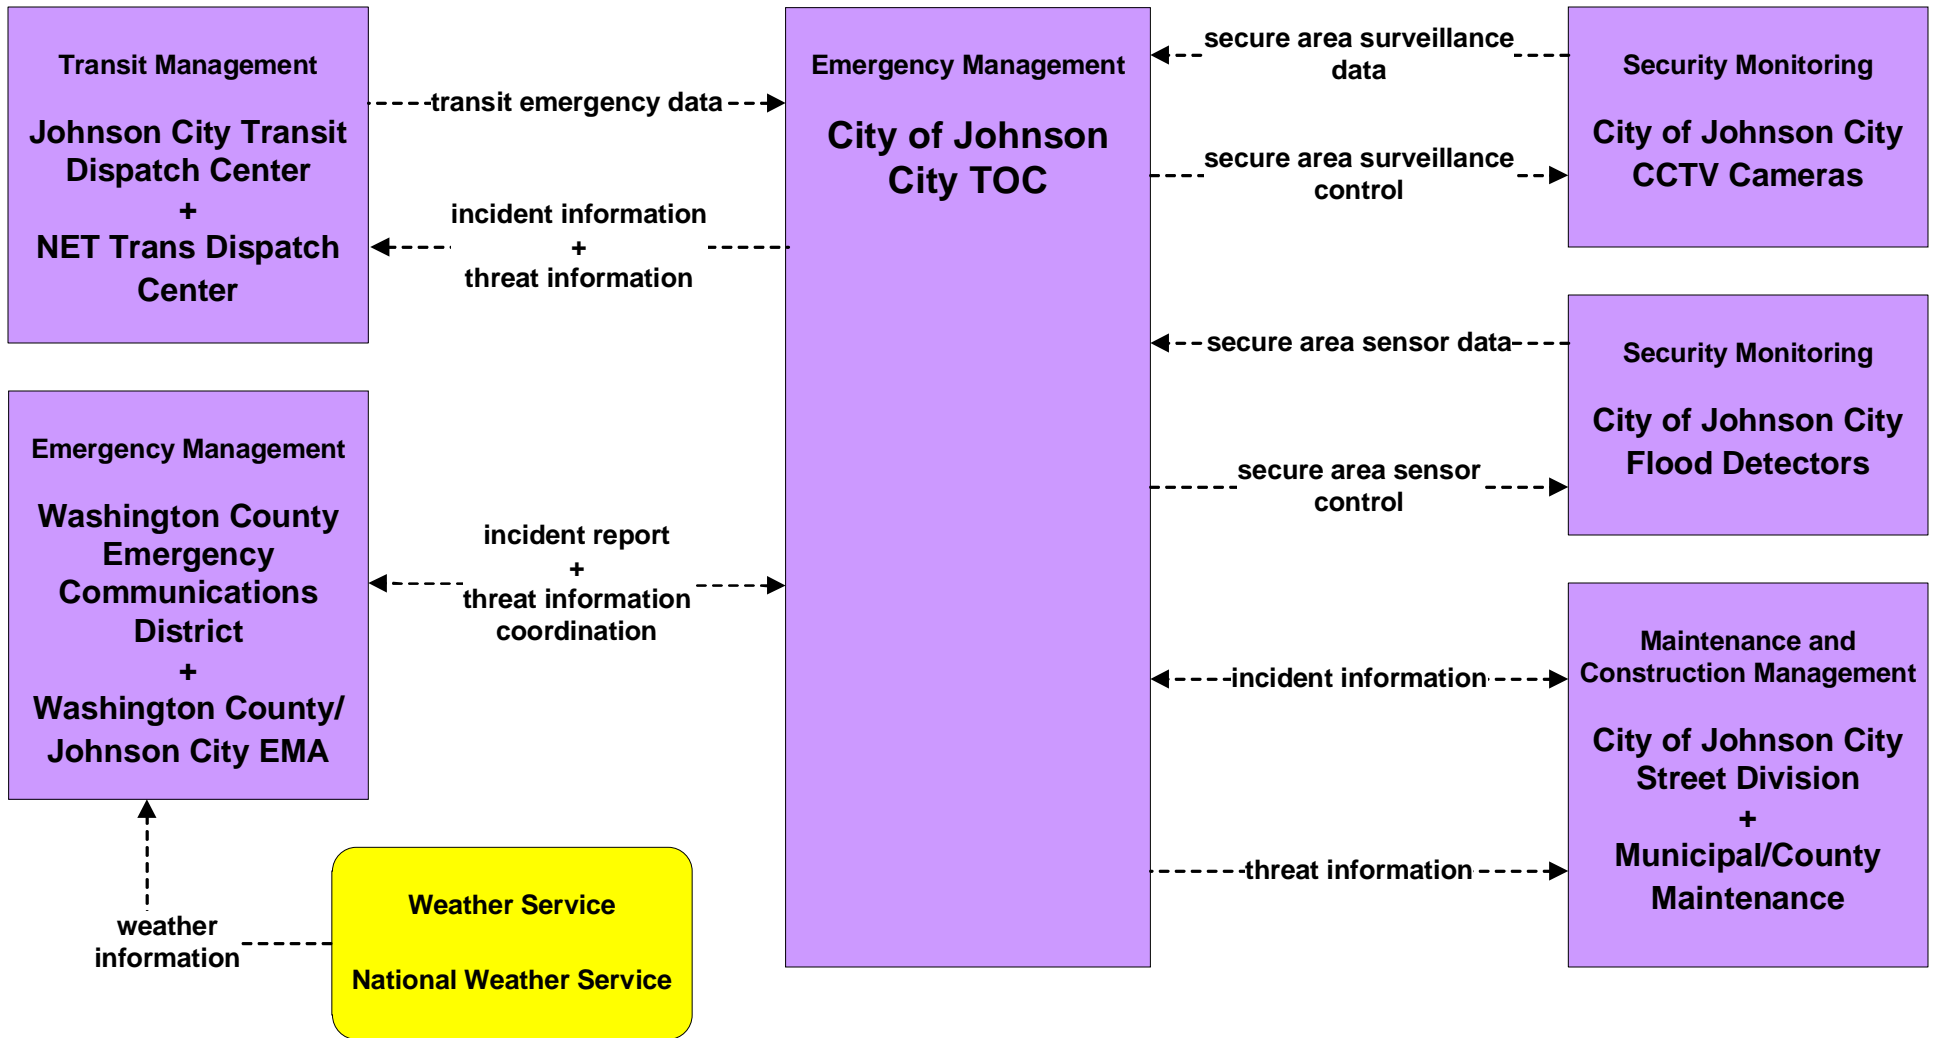 Transit Management
Johnson City Transit
Dispatch Center
+
NET Trans Dispatch
Center
transit emergency data
incident information
+
threat information
Emergency Management
Washington County
Emergency
Communications
District
+
Washington County/
Johnson City EMA
incident report
+
threat information
coordination
weather
information
Weather Service
National Weather Service
Emergency Management
City of Johnson
City TOC
secure area surveillance
data
secure area surveillance
control
Security Monitoring
City of Johnson City
CCTV Cameras
secure area sensor data
secure area sensor
control
Security Monitoring
City of Johnson City
Flood Detectors
incident information
threat information
Maintenance and
Construction Management
City of Johnson City
Street Division
+
Municipal/County
Maintenance